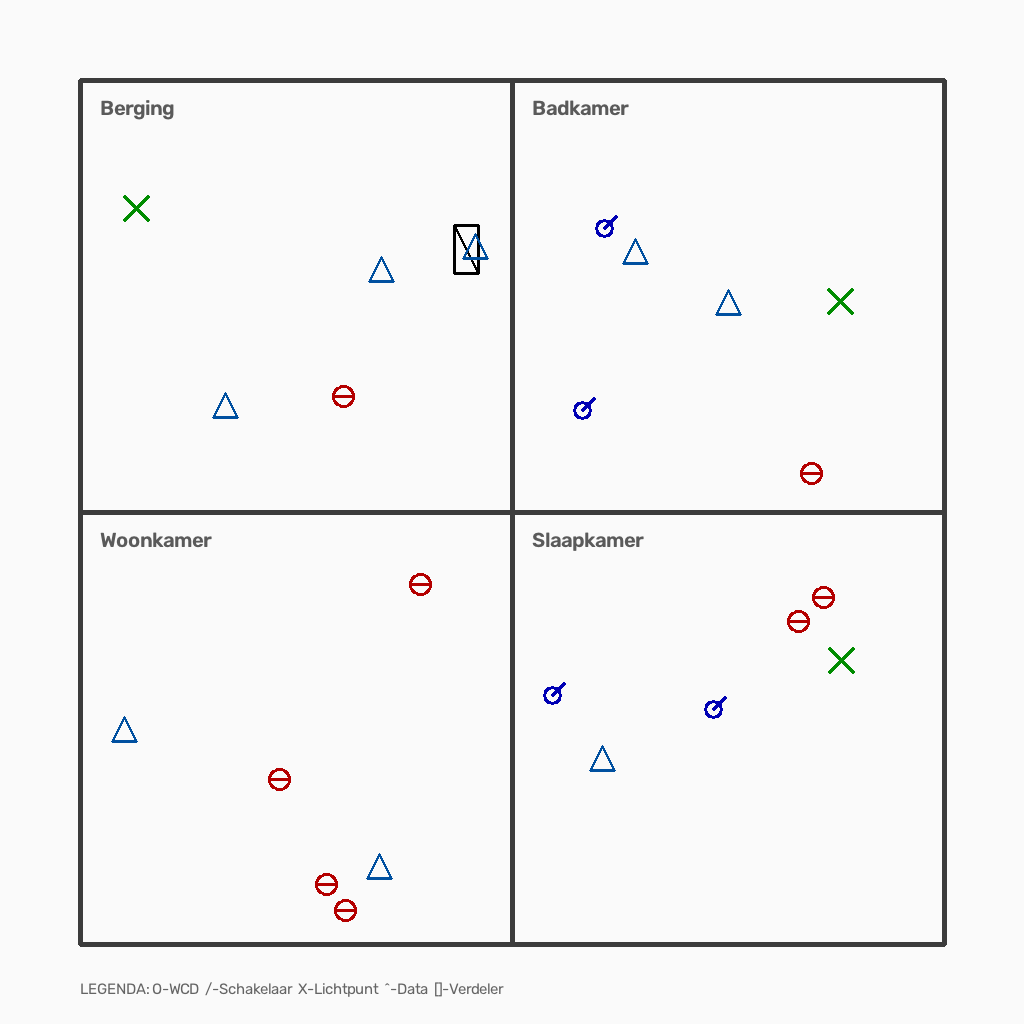 Berging
Badkamer
Woonkamer
Slaapkamer
LEGENDA: O-WCD /-Schakelaar X-Lichtpunt ^-Data []-Verdeler